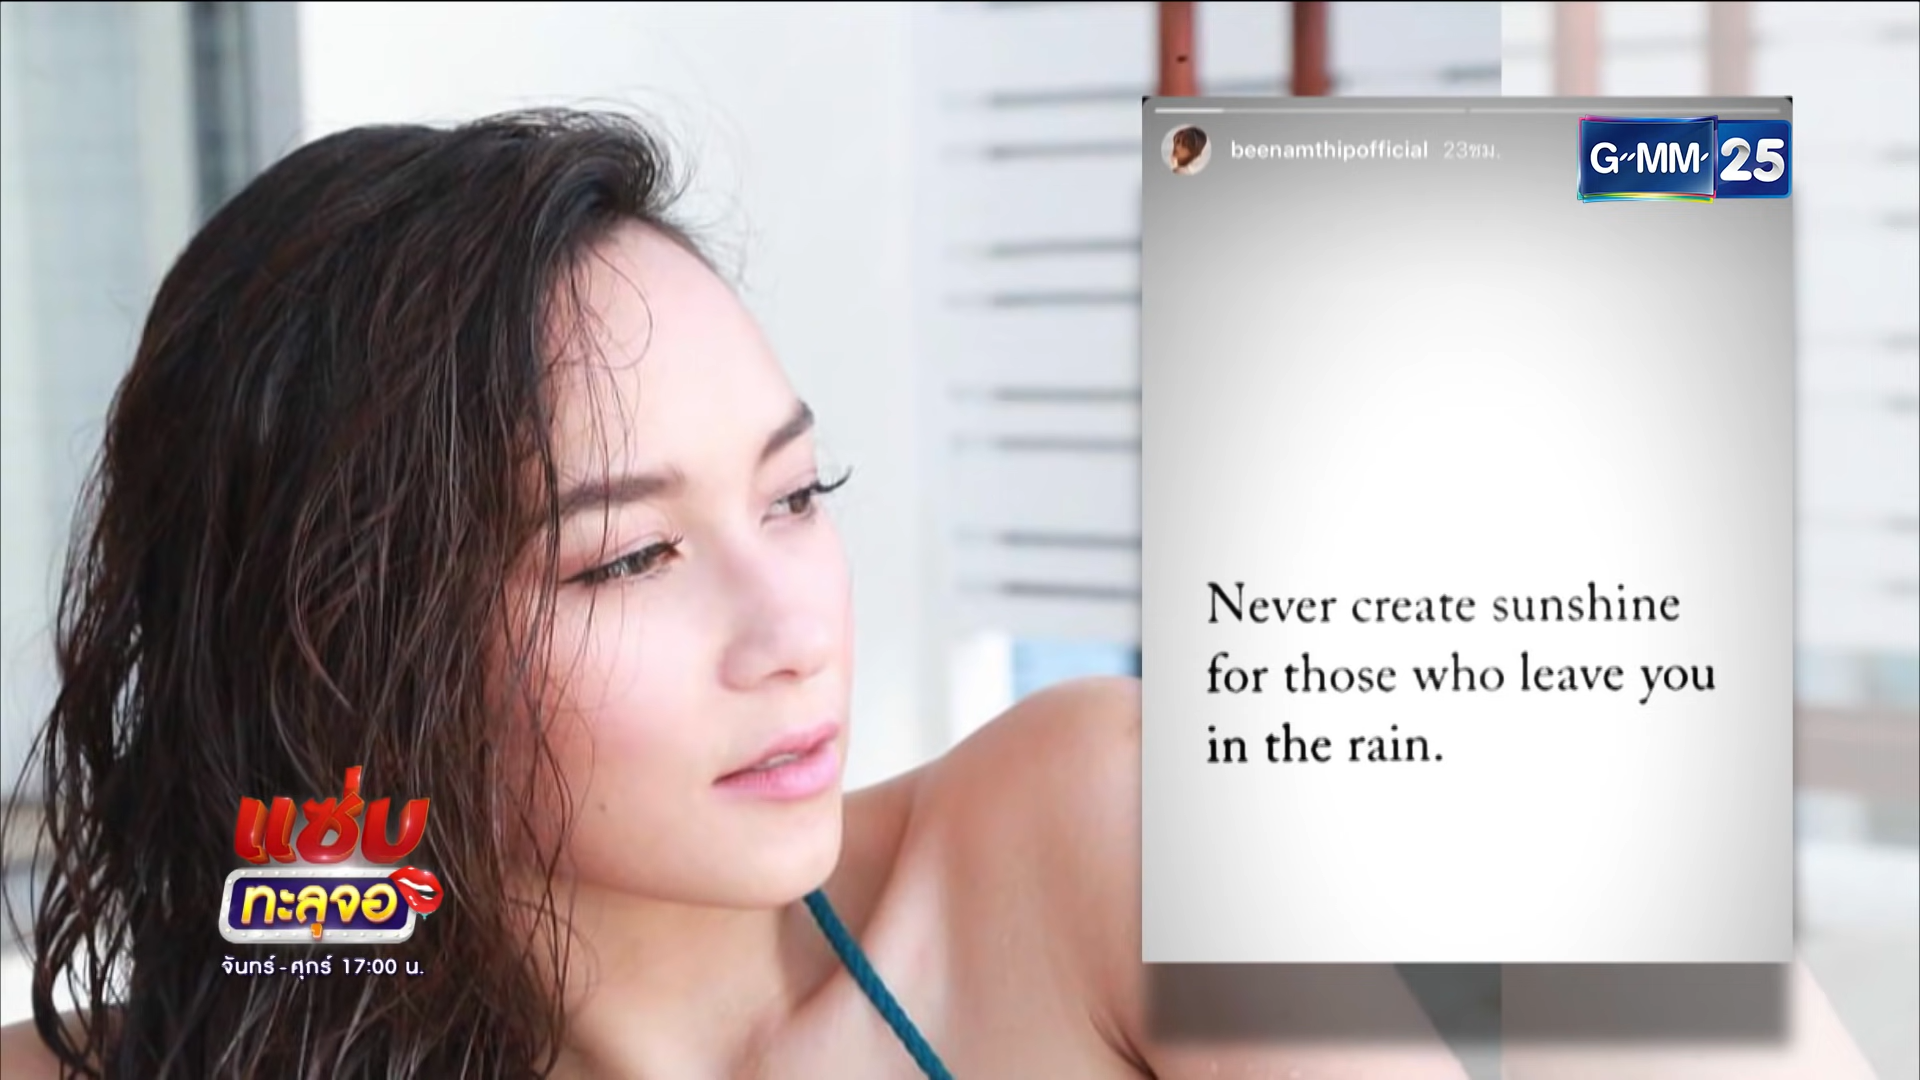 beenamthipofficial 23ชม.
GMM 25
Never create sunshine
for those who leave you
in the rain.
แซ่บ
ทะลุจอ
จันทร์ - ศุกร์ 17:00 น.